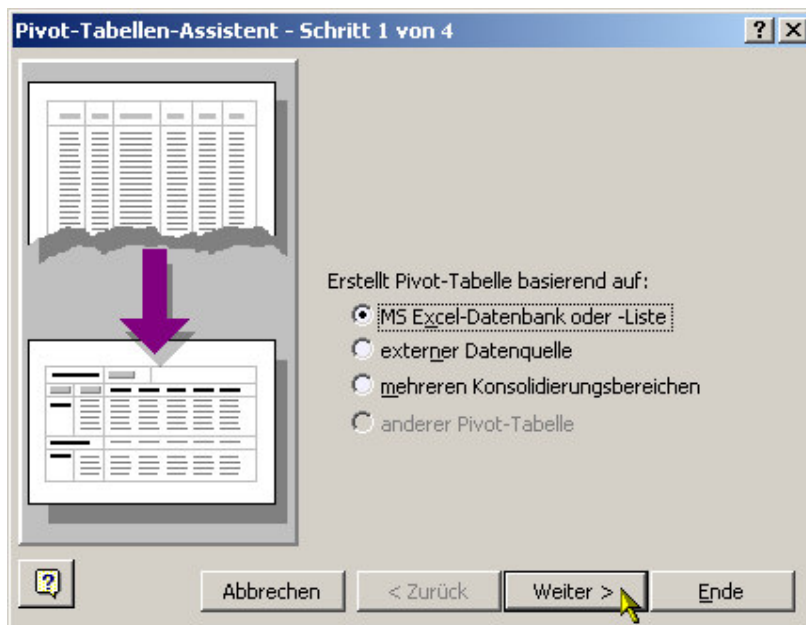 Pivot-Tabellen-Assistent - Schritt 1 von 4
Erstellt Pivot-Tabelle basierend auf:
MS Excel-Datenbank oder -Liste
externer Datenquelle
mehreren Konsolidierungsbereichen
anderer Pivot-Tabelle
Abbrechen < Zurück Weiter > Ende